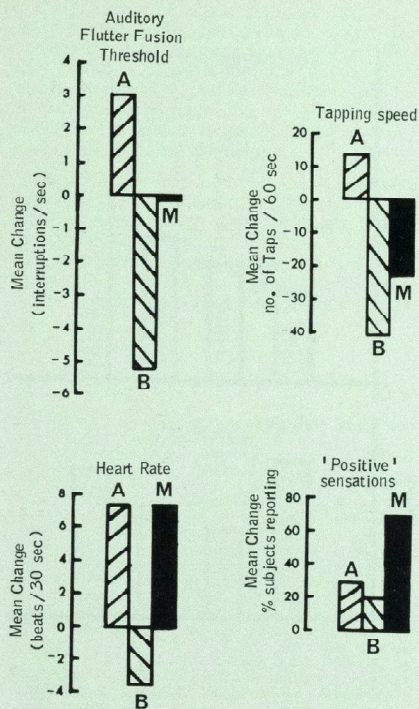 Auditory
Flutter Fusion
Threshold
Mean Change
(interruptions/sec)
4
3
2
1
0
-1
-2
-3
-4
-5
-6
A
M
B
Tapping speed
Mean Change
no. of Taps / 60 sec
20
10
0
-10
-20
-30
-40
A
M
B
Heart Rate
Mean Change
(beats/30 sec)
8
6
4
2
0
-2
-4
A
M
B
'Positive'
sensations
Mean Change
% subjects reporting
80
60
40
20
0
A
M
B